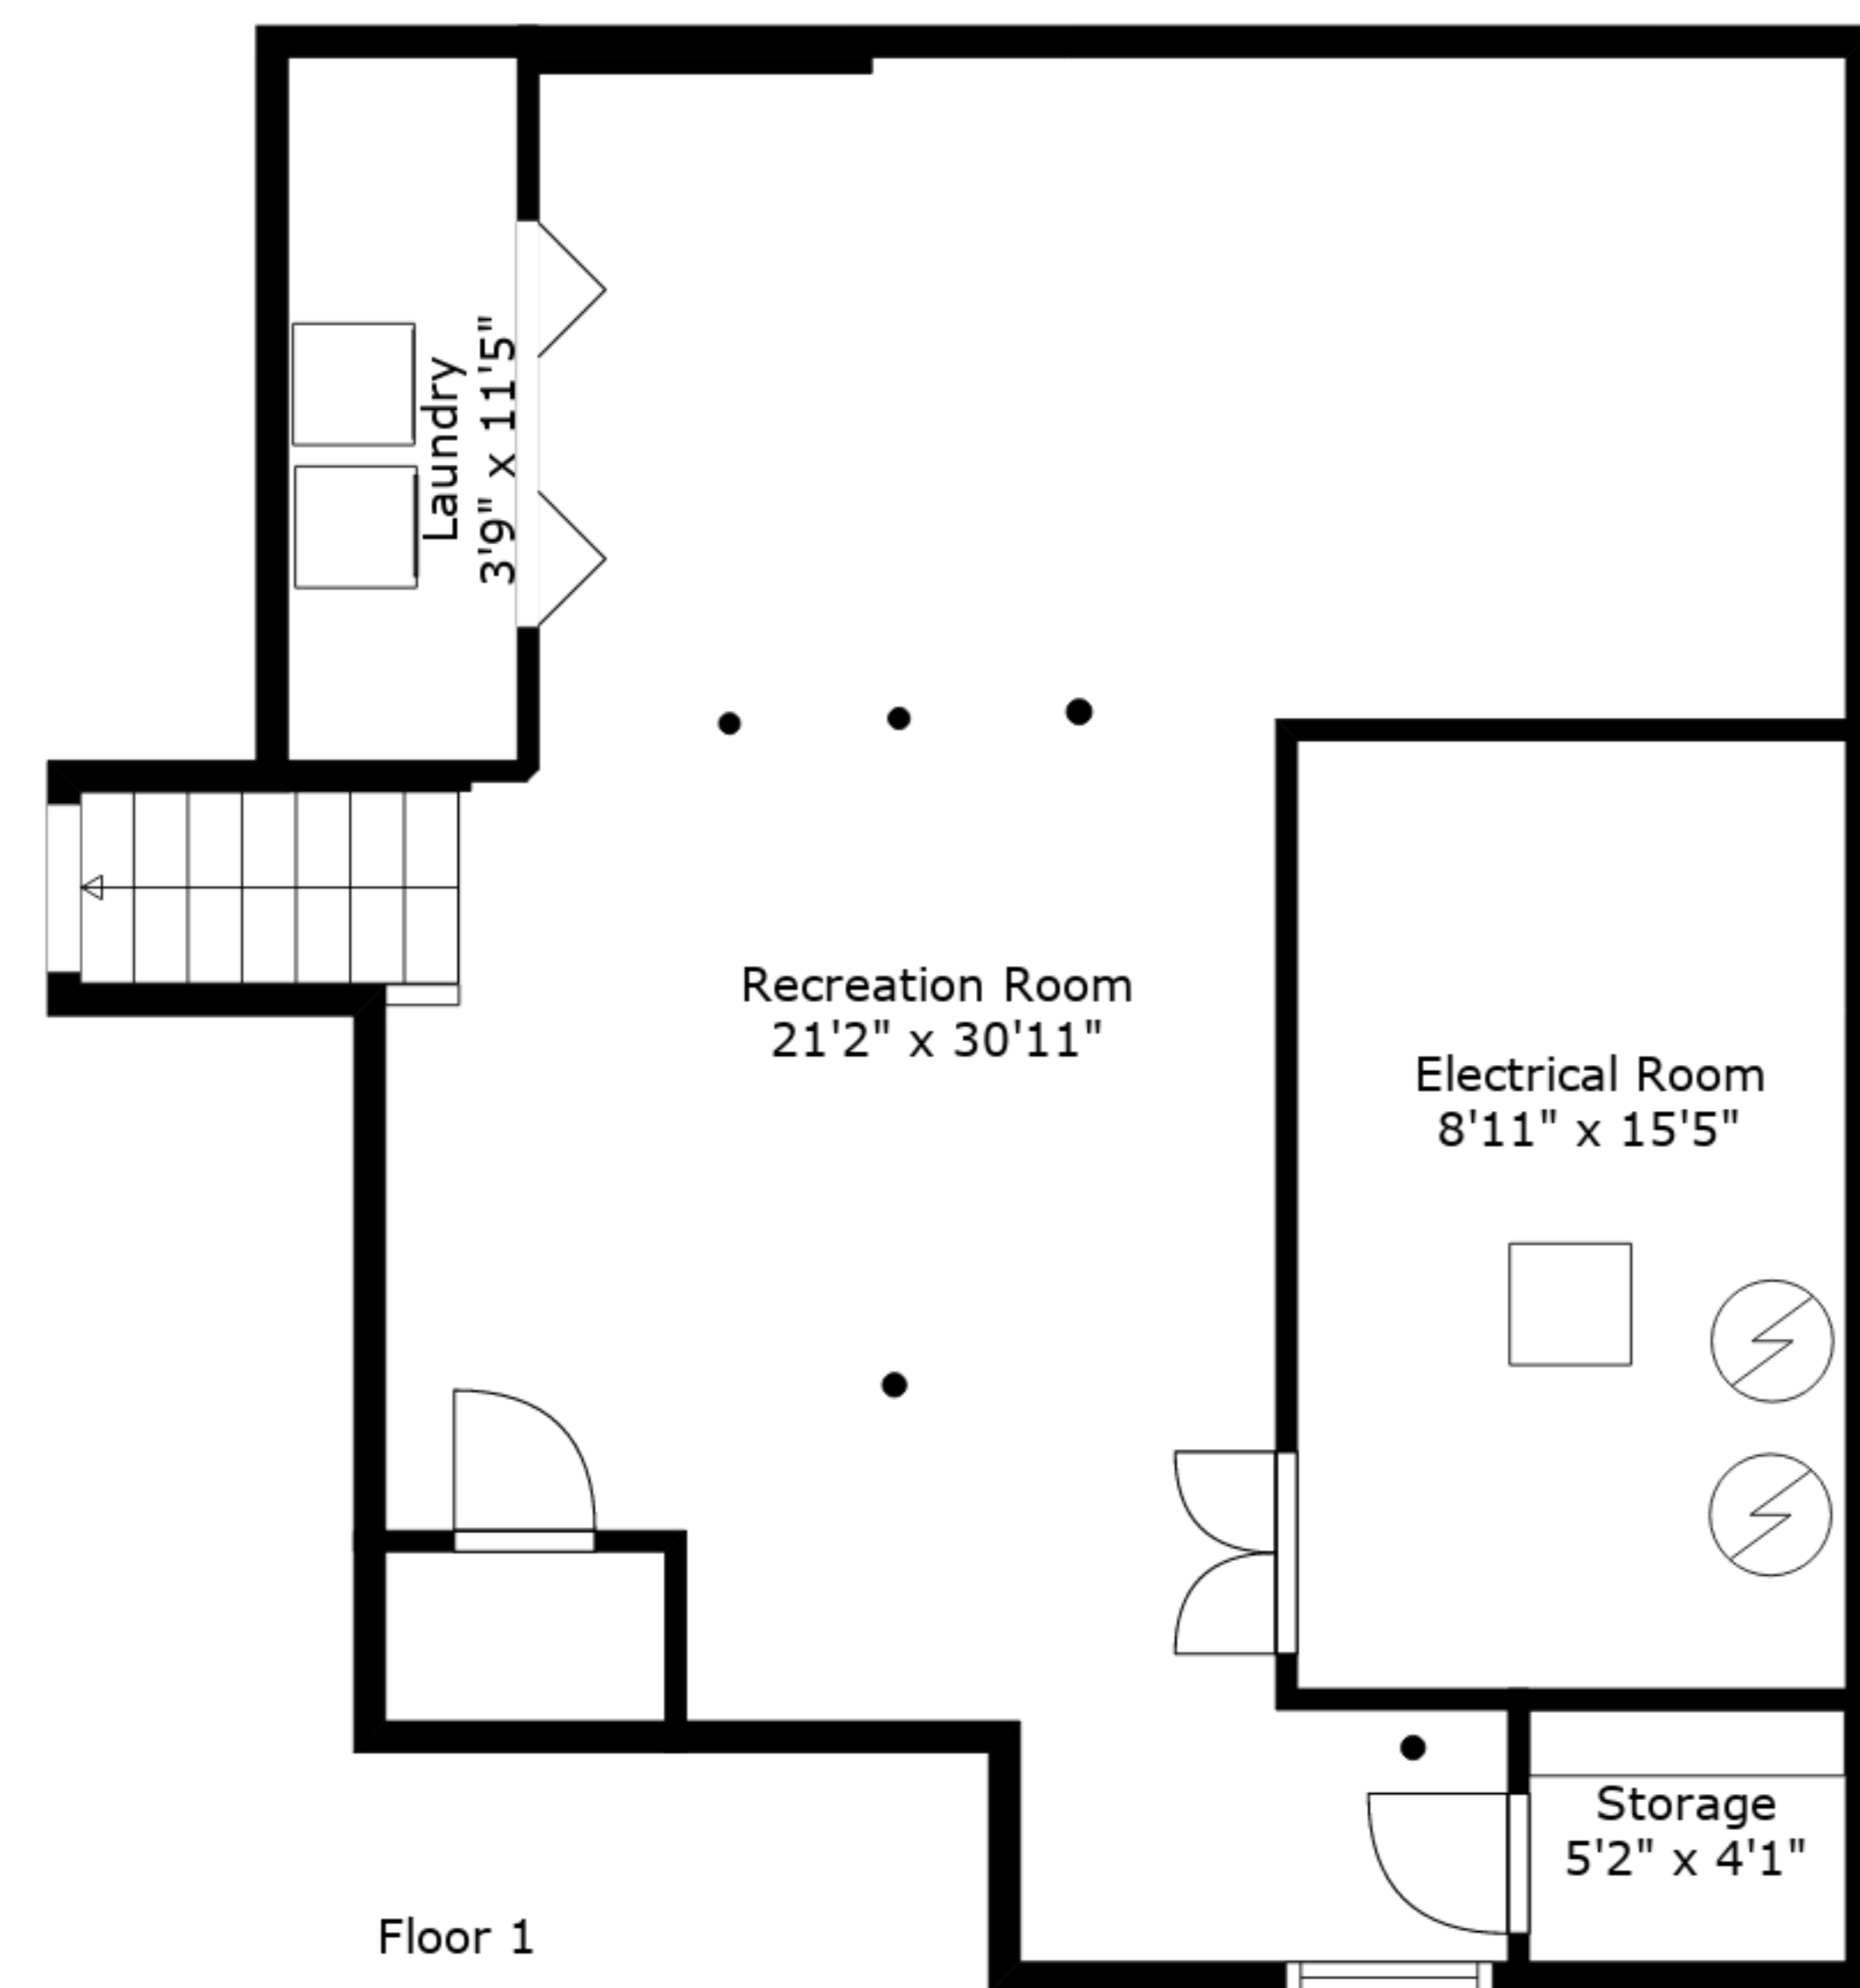 Laundry
3'9" x 11'5"
Recreation Room
21'2" x 30'11"
Electrical Room
8'11" x 15'5"
Storage
5'2" x 4'1"
Floor 1